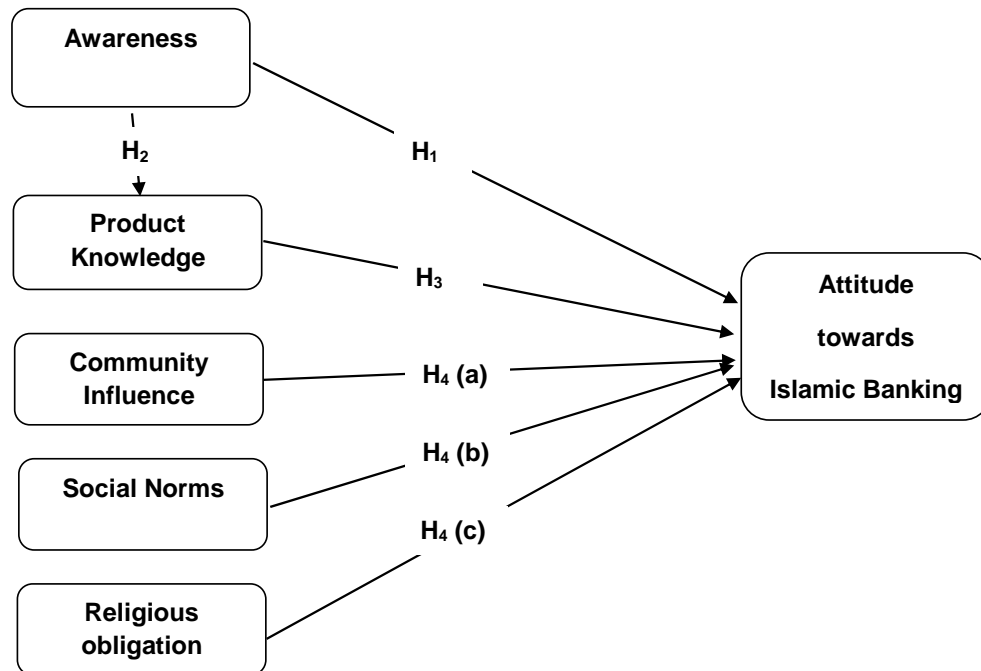 Awareness
H₂
H₁
Product
Knowledge
H₃
Community
Influence
H₄ (a)
Social Norms
H₄ (b)
Religious
obligation
H₄ (c)
Attitude
towards
Islamic Banking